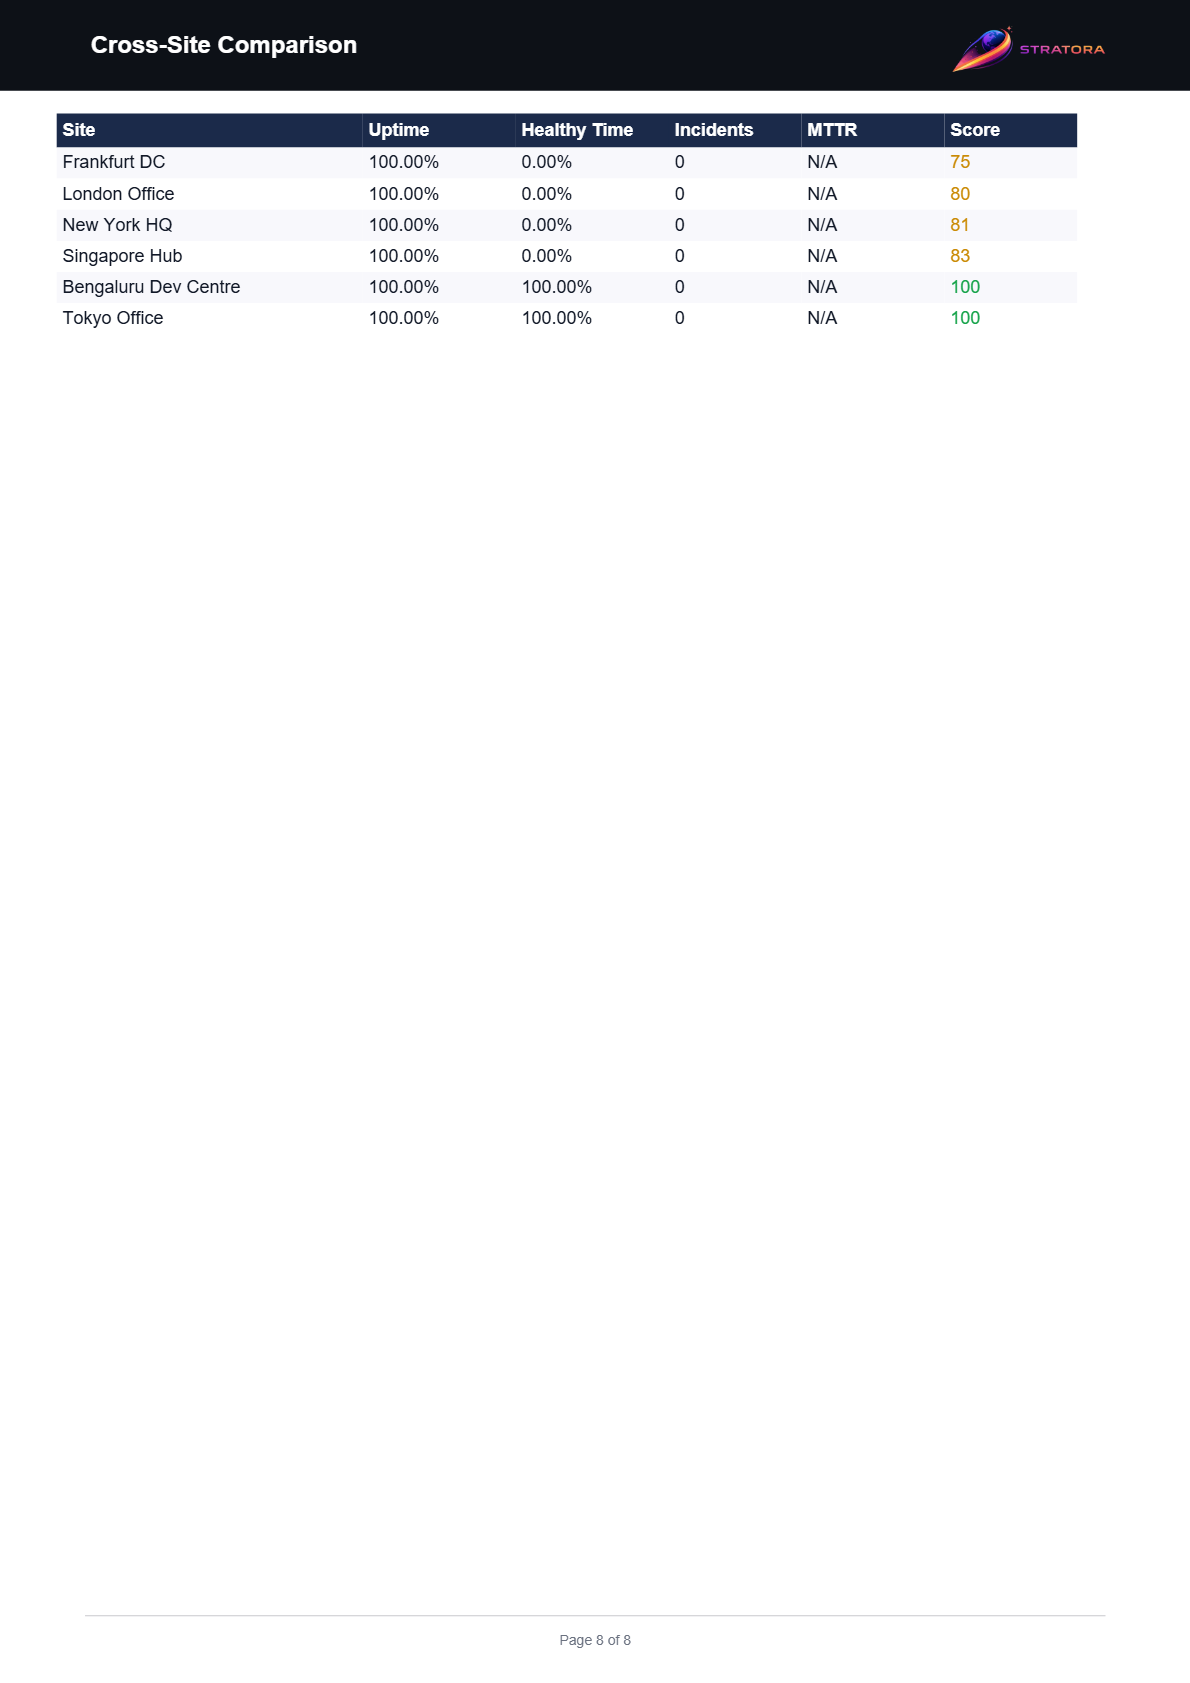 Cross-Site Comparison
STRATORA
Site Uptime Healthy Time Incidents MTTR Score
Frankfurt DC 100.00% 0.00% 0 N/A 75
London Office 100.00% 0.00% 0 N/A 80
New York HQ 100.00% 0.00% 0 N/A 81
Singapore Hub 100.00% 0.00% 0 N/A 83
Bengaluru Dev Centre 100.00% 100.00% 0 N/A 100
Tokyo Office 100.00% 100.00% 0 N/A 100
Page 8 of 8